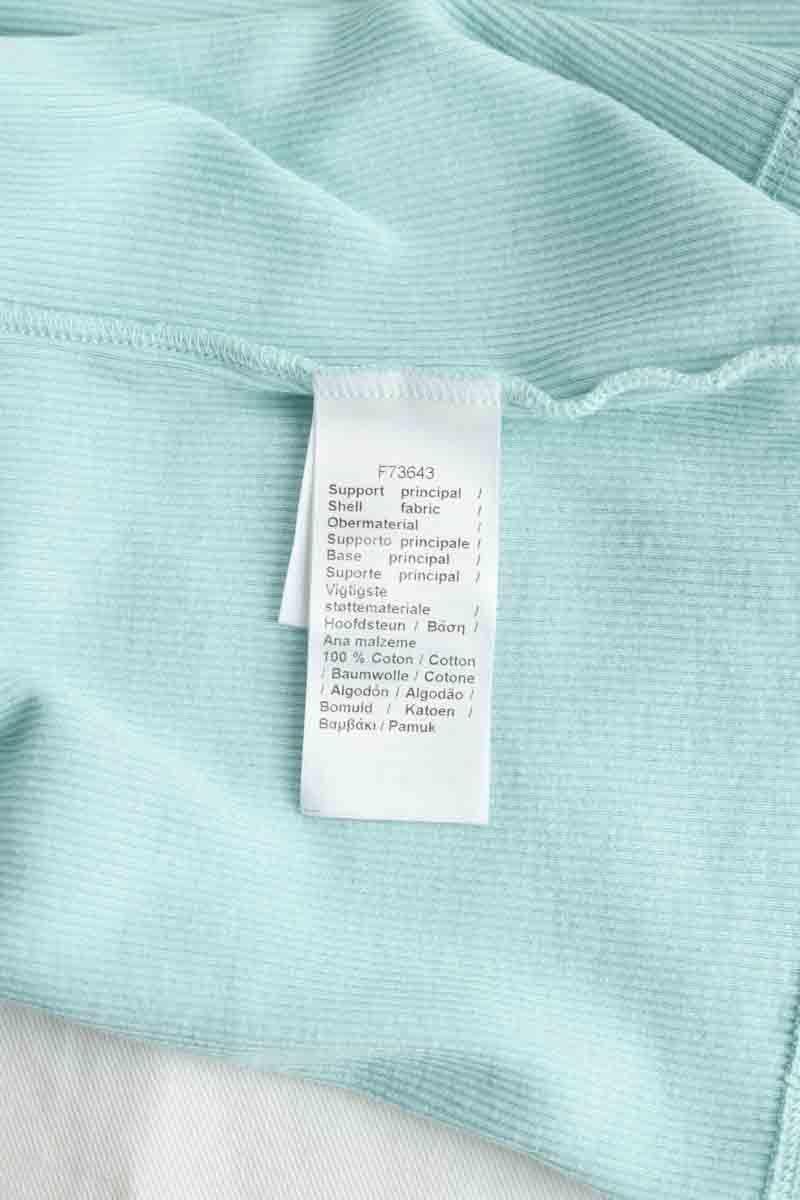 F73643
Support principal /
Shell fabric /
Obermaterial /
Supporto principale /
Base principal /
Suporte principal /
Vigtigste
støttemateriale /
Hoofdsteun / Βάση /
Ana malzeme
100 % Coton / Cotton
/ Baumwolle / Cotone
/ Algodón / Algodão /
Bomuld / Katoen /
Βαμβάκι / Pamuk